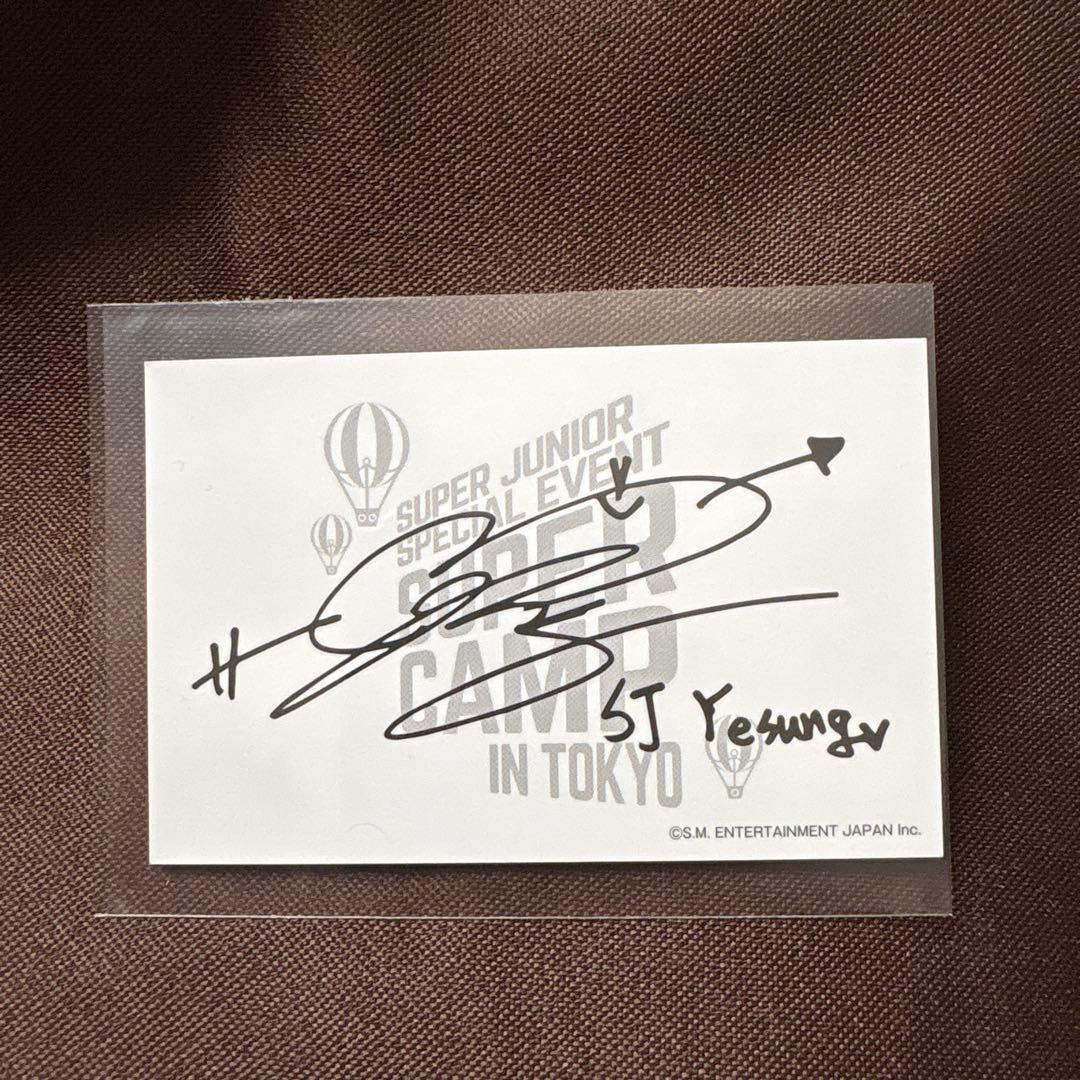 SUPER JUNIOR
SPECIAL EVENT
SUPER
CAMP
IN TOKYO
SJ Yesung
©S.M. ENTERTAINMENT JAPAN Inc.